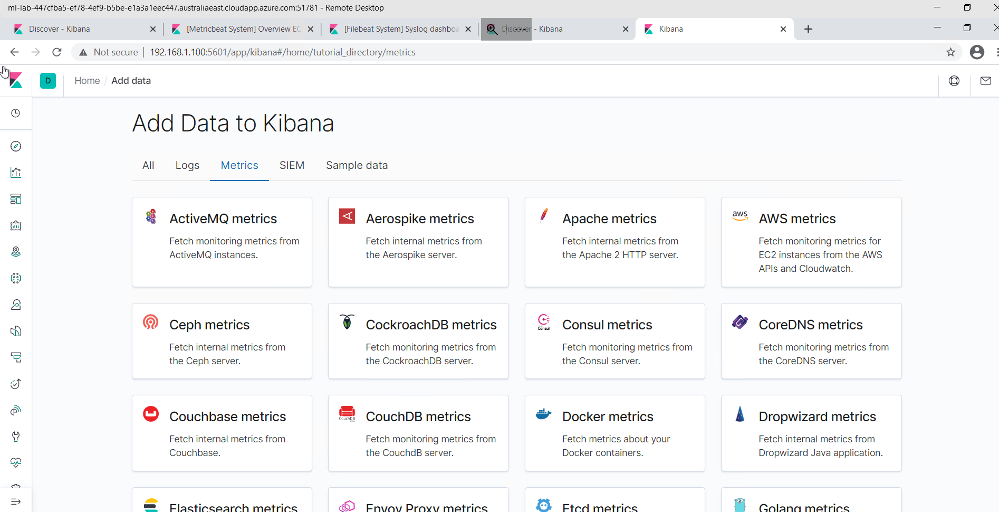 ml-lab-447cfba5-ef78-4ef9-b5be-e1a3a1eec447.australiaeast.cloudapp.azure.com:51781 - Remote Desktop
Discover - Kibana
[Metricbeat System] Overview EC
[Filebeat System] Syslog dashboa
Discover - Kibana
Kibana
Not secure
192.168.1.100:5601/app/kibana#/home/tutorial_directory/metrics
D
Home / Add data
Add Data to Kibana
All
Logs
Metrics
SIEM
Sample data
ActiveMQ metrics
Fetch monitoring metrics from
ActiveMQ instances.
Aerospike metrics
Fetch internal metrics from
the Aerospike server.
Apache metrics
Fetch internal metrics from
the Apache 2 HTTP server.
aws
AWS metrics
Fetch monitoring metrics for
EC2 instances from the AWS
APIs and Cloudwatch.
Ceph metrics
Fetch internal metrics from
the Ceph server.
CockroachDB metrics
Fetch monitoring metrics from
the CockroachDB server.
Consul
Consul metrics
Fetch monitoring metrics from
the Consul server.
CoreDNS metrics
Fetch monitoring metrics from
the CoreDNS server.
Couchbase metrics
Fetch internal metrics from
Couchbase.
CouchDB
CouchDB metrics
Fetch monitoring metrics from
the CouchdB server.
Docker metrics
Fetch metrics about your
Docker containers.
Dropwizard metrics
Fetch internal metrics from
Dropwizard Java application.
Elasticsearch metrics
Envoy Proxy metrics
Etcd metrics
Golang metrics